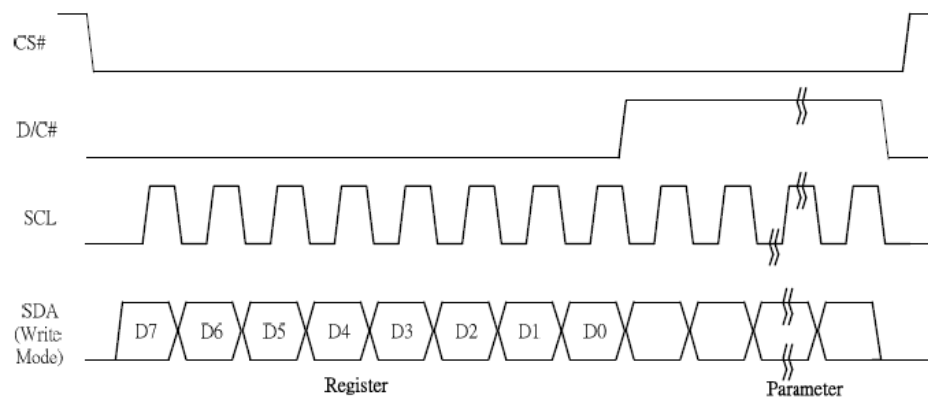 CS#
D/C#
SCL
SDA
(Write
Mode)
D7 D6 D5 D4 D3 D2 D1 D0
Register Parameter